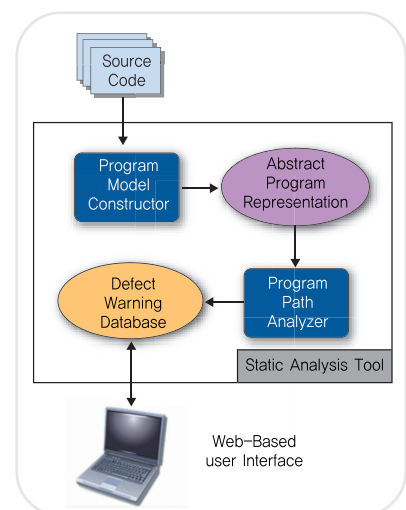 Source
Code
Program
Model
Constructor
Abstract
Program
Representation
Defect
Warning
Database
Program
Path
Analyzer
Static Analysis Tool
Web-Based
user Interface